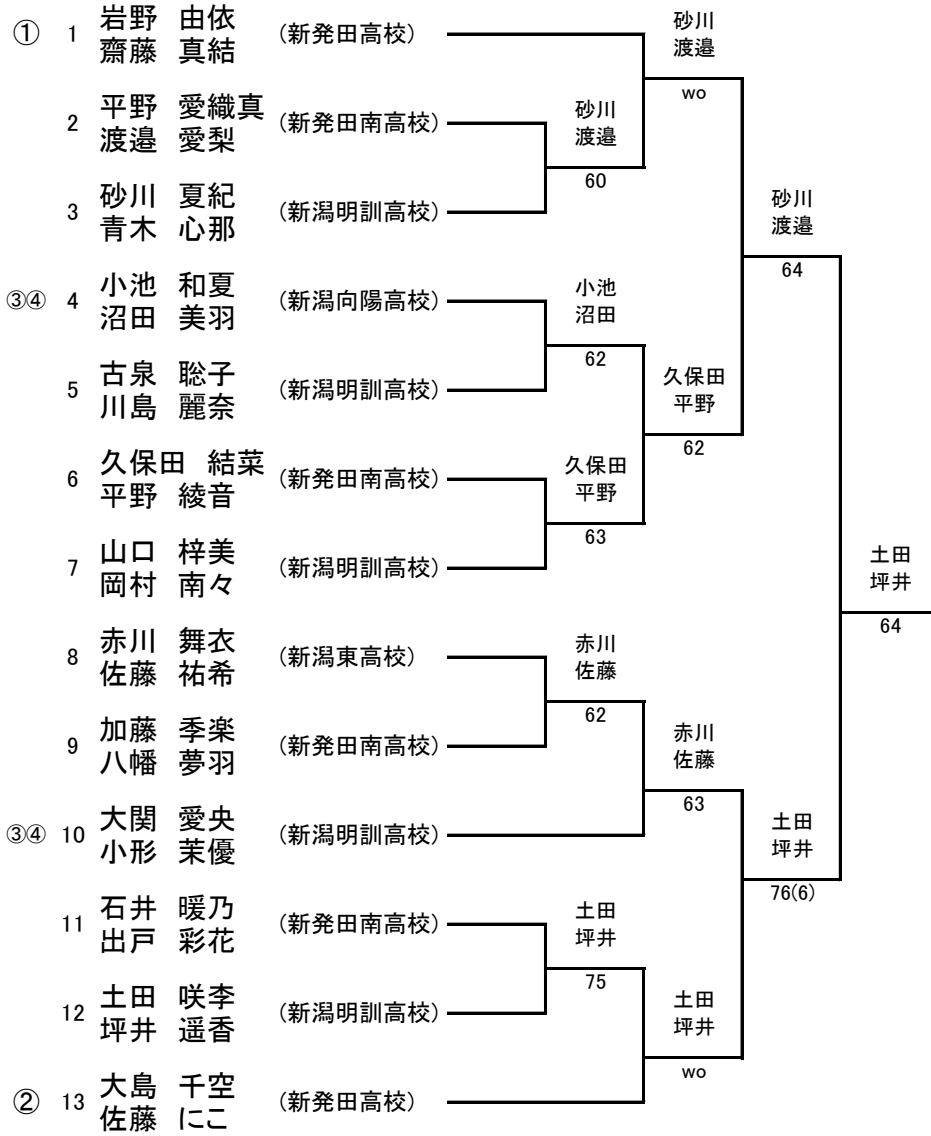 ① 1 岩野 由依 (新発田高校)
齋藤 真結
2 平野 愛織真 (新発田南高校)
渡邉 愛梨
3 砂川 夏紀 (新潟明訓高校)
青木 心那
③④ 4 小池 和夏 (新潟向陽高校)
沼田 美羽
5 古泉 聡子 (新潟明訓高校)
川島 麗奈
6 久保田 結菜 (新発田南高校)
平野 綾音
7 山口 梓美 (新潟明訓高校)
岡村 南々
8 赤川 舞衣 (新潟東高校)
佐藤 祐希
9 加藤 季楽 (新発田南高校)
八幡 夢羽
③④ 10 大関 愛央 (新潟明訓高校)
小形 茉優
11 石井 暖乃 (新発田南高校)
出戸 彩花
12 土田 咲李 (新潟明訓高校)
坪井 遥香
② 13 大島 千空 (新発田高校)
佐藤 にこ
砂川
渡邉
60
小池
沼田
62
久保田
平野
63
赤川
佐藤
62
土田
坪井
75
砂川
渡邉
wo
久保田
平野
62
赤川
佐藤
63
土田
坪井
wo
砂川
渡邉
64
土田
坪井
76(6)
土田
坪井
64